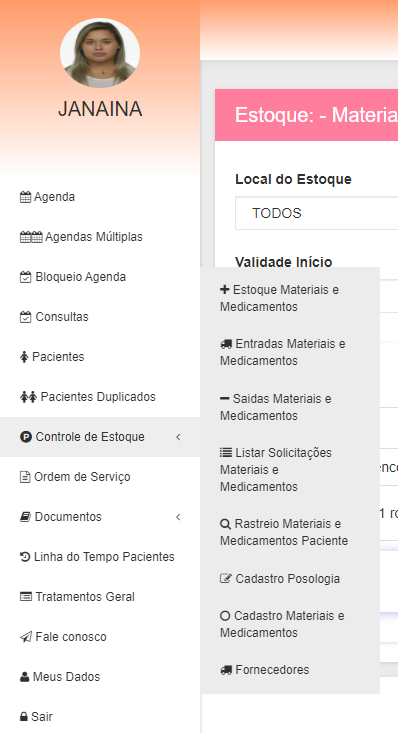 JANAINA
Agenda
Agendas Múltiplas
Bloqueio Agenda
Consultas
Pacientes
Pacientes Duplicados
Controle de Estoque
Ordem de Serviço
Documentos
Linha do Tempo Pacientes
Tratamentos Geral
Fale conosco
Meus Dados
Sair
Estoque Materiais e
Medicamentos
Entradas Materiais e
Medicamentos
Saidas Materiais e
Medicamentos
Listar Solicitações
Materiais e
Medicamentos
Rastreio Materiais e
Medicamentos Paciente
Cadastro Posologia
Cadastro Materiais e
Medicamentos
Fornecedores
Estoque: - Materia
Local do Estoque
TODOS
Validade Início